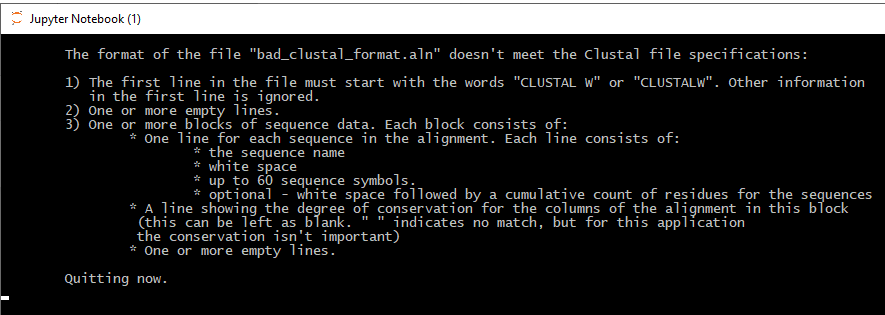 Jupyter Notebook (1)
The format of the file "bad_clustal_format.aln" doesn't meet the Clustal file specifications:
1) The first line in the file must start with the words "CLUSTAL W" or "CLUSTALW". Other information
in the first line is ignored.
2) One or more empty lines.
3) One or more blocks of sequence data. Each block consists of:
* One line for each sequence in the alignment. Each line consists of:
* the sequence name
* white space
* up to 60 sequence symbols.
* optional - white space followed by a cumulative count of residues for the sequences
* A line showing the degree of conservation for the columns of the alignment in this block
(this can be left as blank. " " indicates no match, but for this application
the conservation isn't important)
* One or more empty lines.
Quitting now.